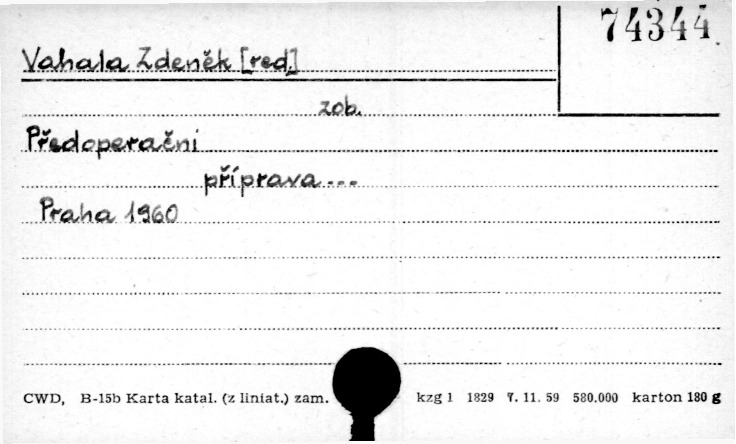 74344
Vahala Zdeněk [red.]
zob.
Předoperační
příprava ---
Praha 1960
CWD, B-15b Karta katal. (z liniat.) zam. kzg 1 1829 7. 11. 59 580.000 karton 180 g